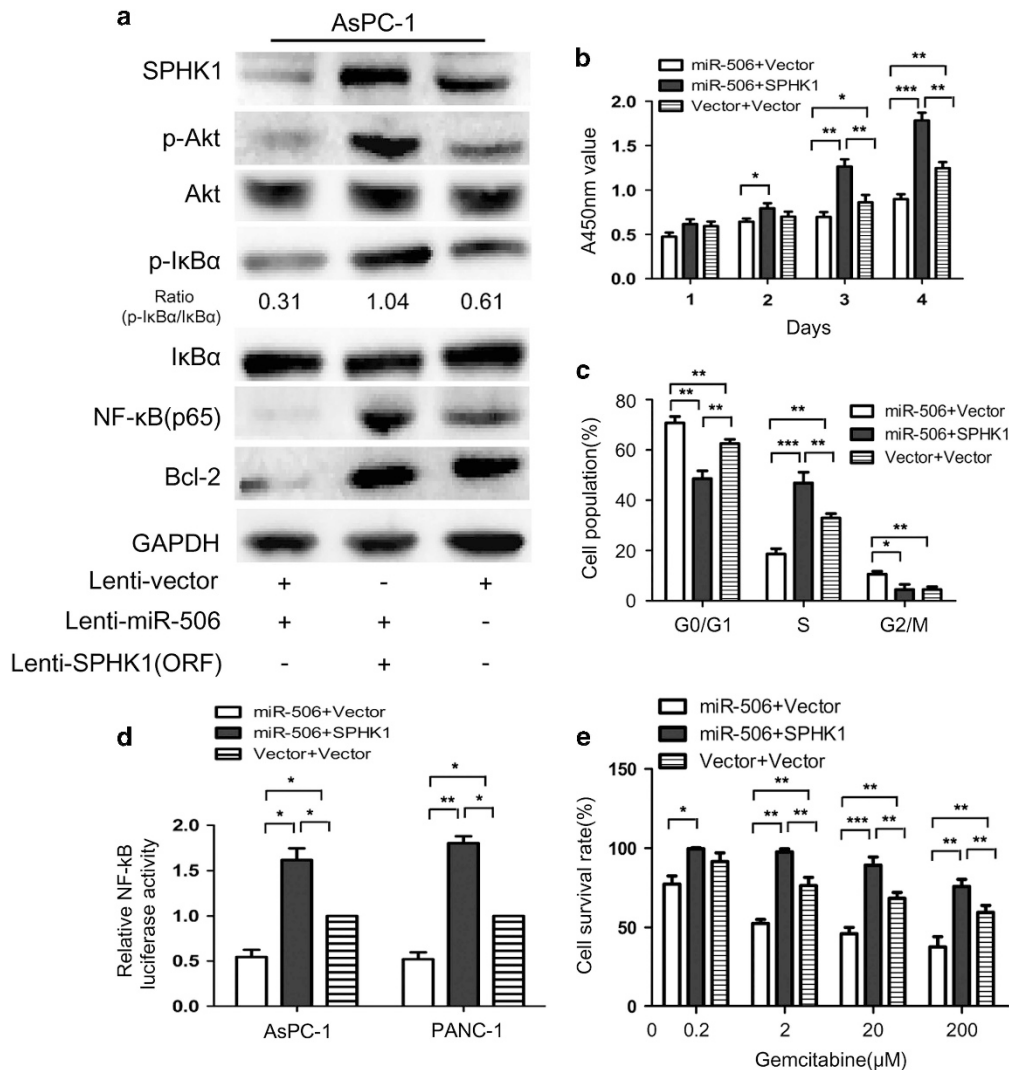 a
AsPC-1
SPHK1
p-Akt
Akt
p-IκBα
Ratio
(p-IκBα/IκBα)
0.31 1.04 0.61
IκBα
NF-κB(p65)
Bcl-2
GAPDH
Lenti-vector + - +
Lenti-miR-506 + + -
Lenti-SPHK1(ORF) - + -
b
miR-506+Vector
miR-506+SPHK1
Vector+Vector
A450nm value
2.0
1.5
1.0
0.5
0.0
*
** ** *
*** ** **
1 2 3 4
Days
c
miR-506+Vector
miR-506+SPHK1
Vector+Vector
Cell population(%)
80
60
40
20
0
** ** **
*** ** **
* **
G0/G1 S G2/M
d
miR-506+Vector
miR-506+SPHK1
Vector+Vector
Relative NF-kB
luciferase activity
2.0
1.5
1.0
0.5
0.0
* * *
** * *
AsPC-1 PANC-1
e
miR-506+Vector
miR-506+SPHK1
Vector+Vector
Cell survival rate(%)
150
100
50
*
** ** **
*** ** **
** ** **
0 0.2 2 20 200
Gemcitabine(μM)